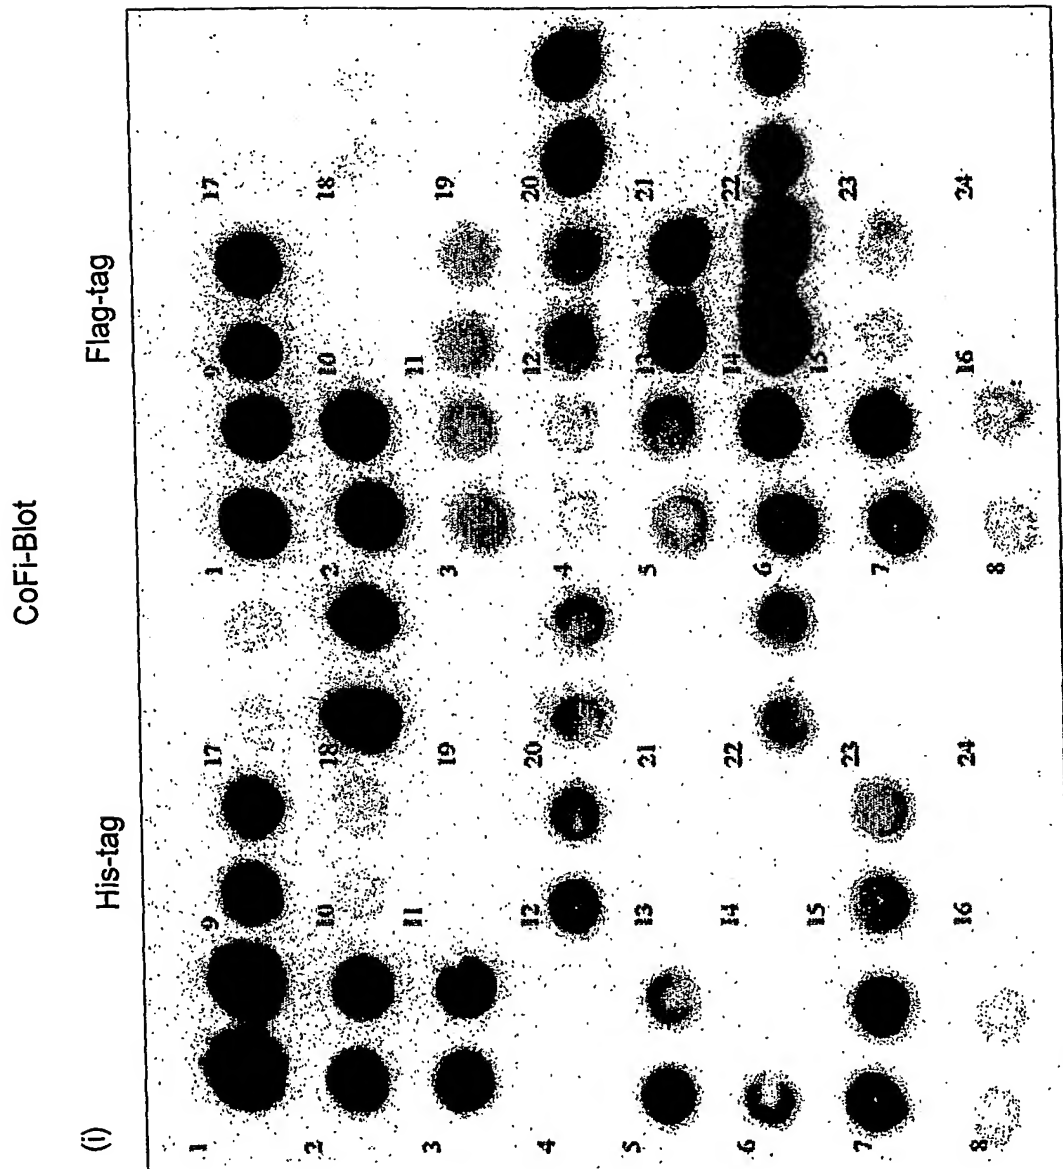 CoFi-Blot
(i) His-tag Flag-tag
1 9 17 1 9 17
2 10 18 2 10 18
3 11 19 3 11 19
4 12 20 4 12 20
5 13 21 5 13 21
6 14 22 6 14 22
7 15 23 7 15 23
8 16 24 8 16 24